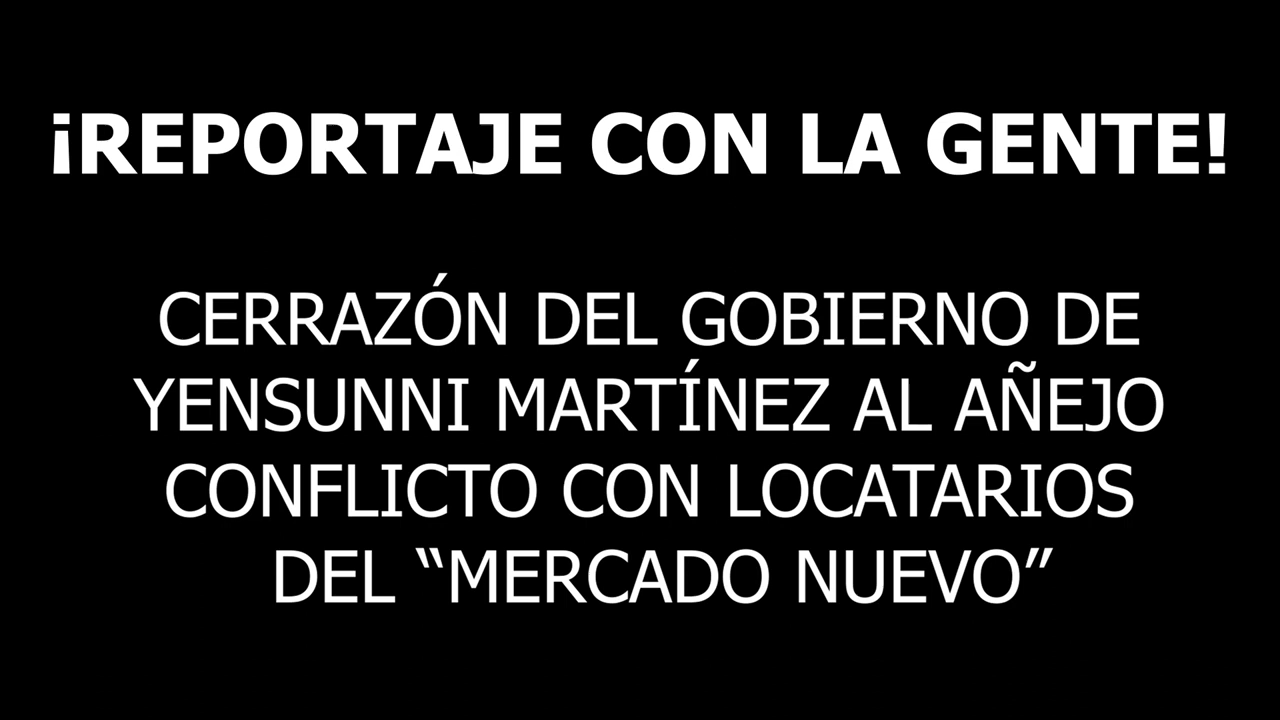 ¡REPORTAJE CON LA GENTE!
CERRAZÓN DEL GOBIERNO DE
YENSUNNI MARTÍNEZ AL AÑEJO
CONFLICTO CON LOCATARIOS
DEL “MERCADO NUEVO”